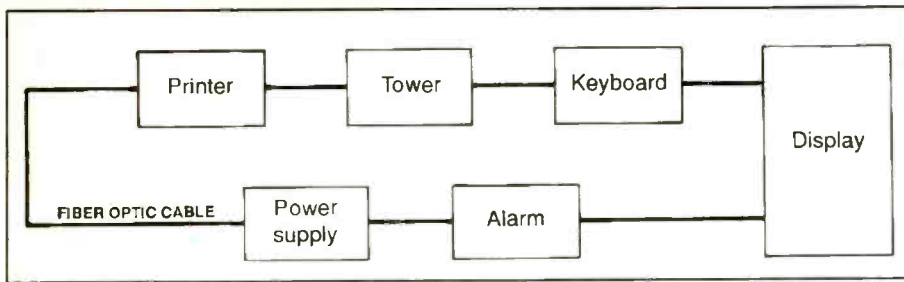 Printer
Tower
Keyboard
Display
FIBER OPTIC CABLE
Power
supply
Alarm